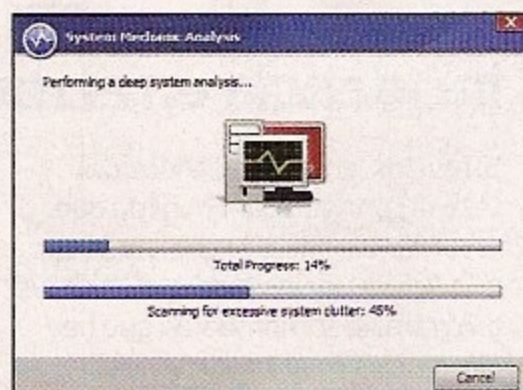 System Mechanic Analysis
Performing a deep system analysis...
Total Progress: 14%
Scanning for excessive system clutter: 45%
Cancel